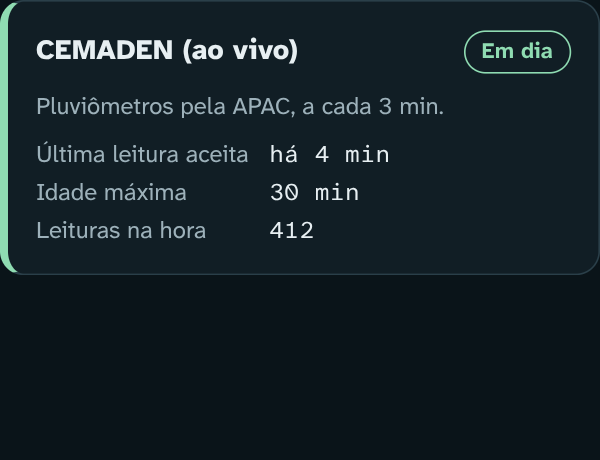 CEMADEN (ao vivo)
Em dia
Pluviômetros pela APAC, a cada 3 min.
Última leitura aceita há 4 min
Idade máxima 30 min
Leituras na hora 412